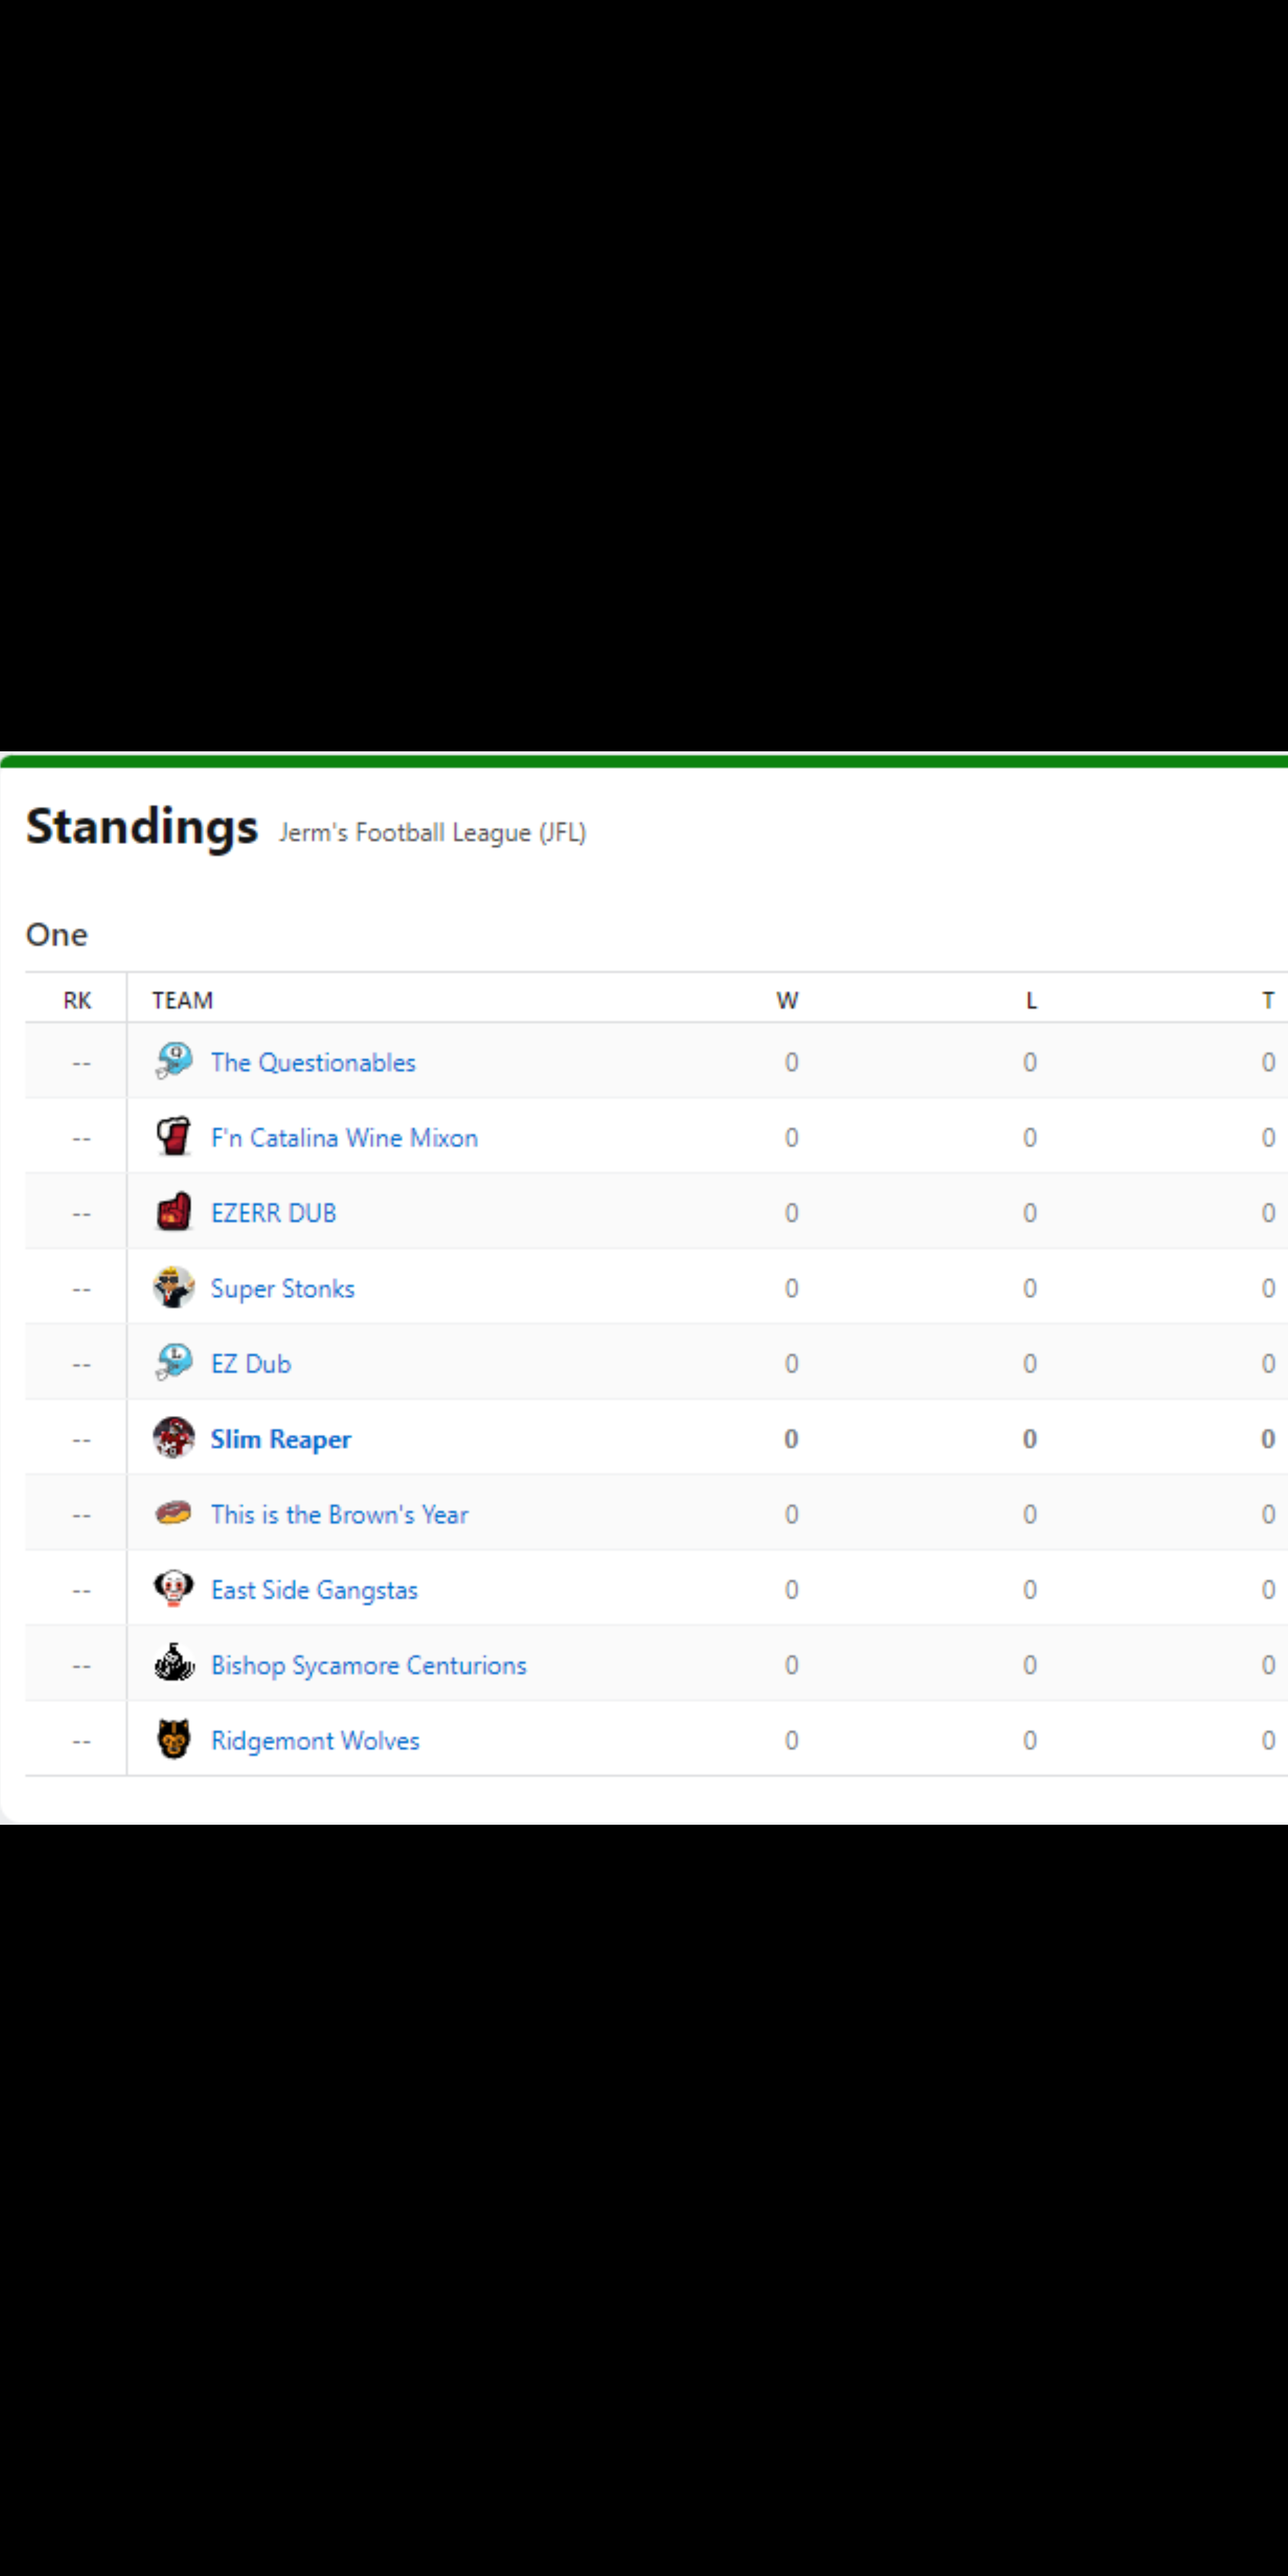 Standings Jerm's Football League (JFL)
One
RK TEAM W L T
-- The Questionables 0 0 0
-- F'n Catalina Wine Mixon 0 0 0
-- EZERR DUB 0 0 0
-- Super Stonks 0 0 0
-- EZ Dub 0 0 0
-- Slim Reaper 0 0 0
-- This is the Brown's Year 0 0 0
-- East Side Gangstas 0 0 0
-- Bishop Sycamore Centurions 0 0 0
-- Ridgemont Wolves 0 0 0